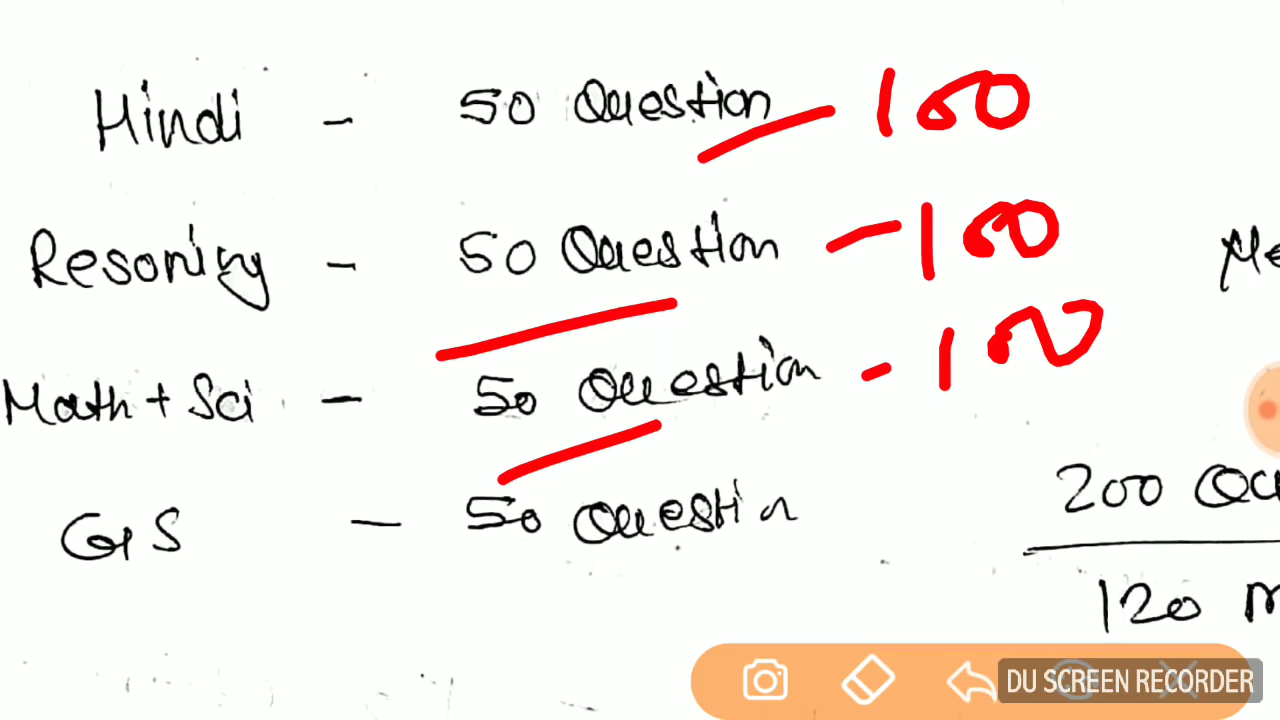 Hindi - 50 Question - 100
Resoning - 50 Question - 100
Math + Sci - 50 Question - 100
GS - 50 Questin
200
120
DU SCREEN RECORDER